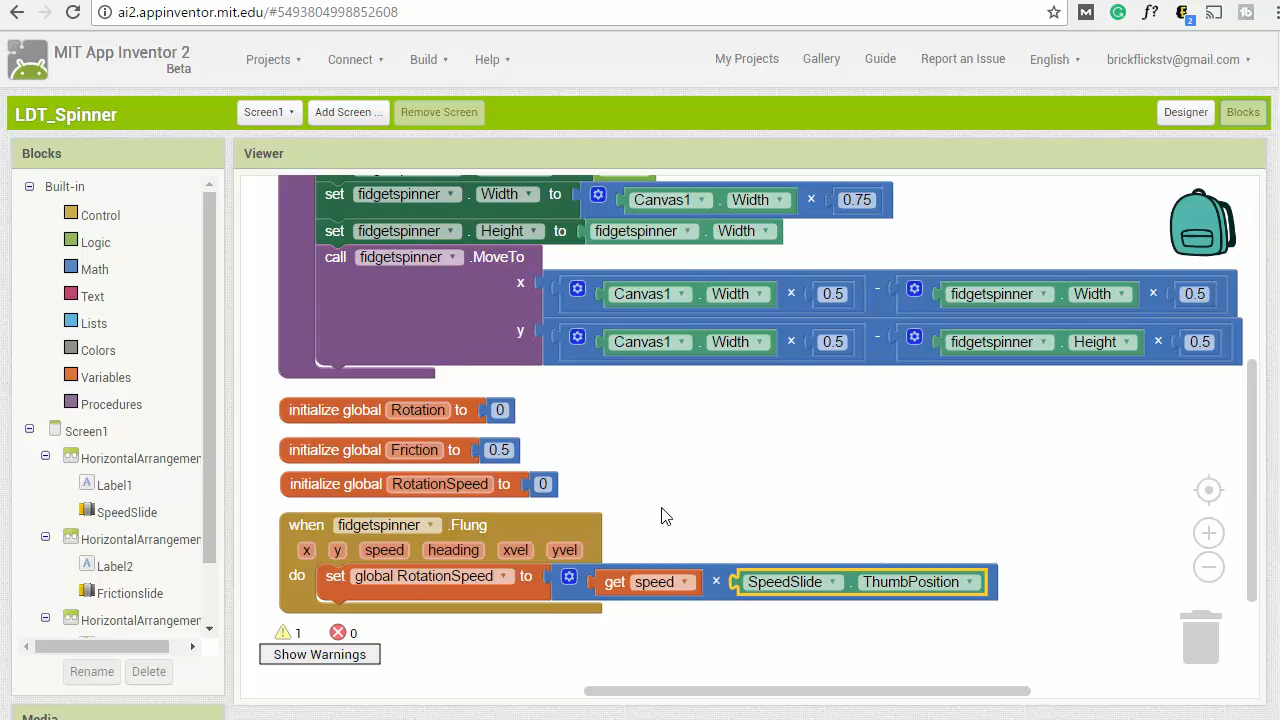 ai2.appinventor.mit.edu/#5493804998852608
M G f? 2
MIT App Inventor 2
Beta
Projects Connect Build Help My Projects Gallery Guide Report an Issue English brickflickstv@gmail.com
LDT_Spinner Screen1 Add Screen ... Remove Screen Designer Blocks
Blocks Viewer
Built-in
Control
Logic
Math
Text
Lists
Colors
Variables
Procedures
Screen1
HorizontalArrangemen
A Label1
SpeedSlide
HorizontalArrangemen
A Label2
Frictionslide
HorizontalArrangemen
Rename Delete
set fidgetspinner . Width to Canvas1 . Width × 0.75
set fidgetspinner . Height to fidgetspinner . Width
call fidgetspinner .MoveTo
x Canvas1 . Width × 0.5 - fidgetspinner . Width × 0.5
y Canvas1 . Width × 0.5 - fidgetspinner . Height × 0.5
initialize global Rotation to 0
initialize global Friction to 0.5
initialize global RotationSpeed to 0
when fidgetspinner .Flung
x y speed heading xvel yvel
do set global RotationSpeed to get speed × SpeedSlide . ThumbPosition
1 0
Show Warnings